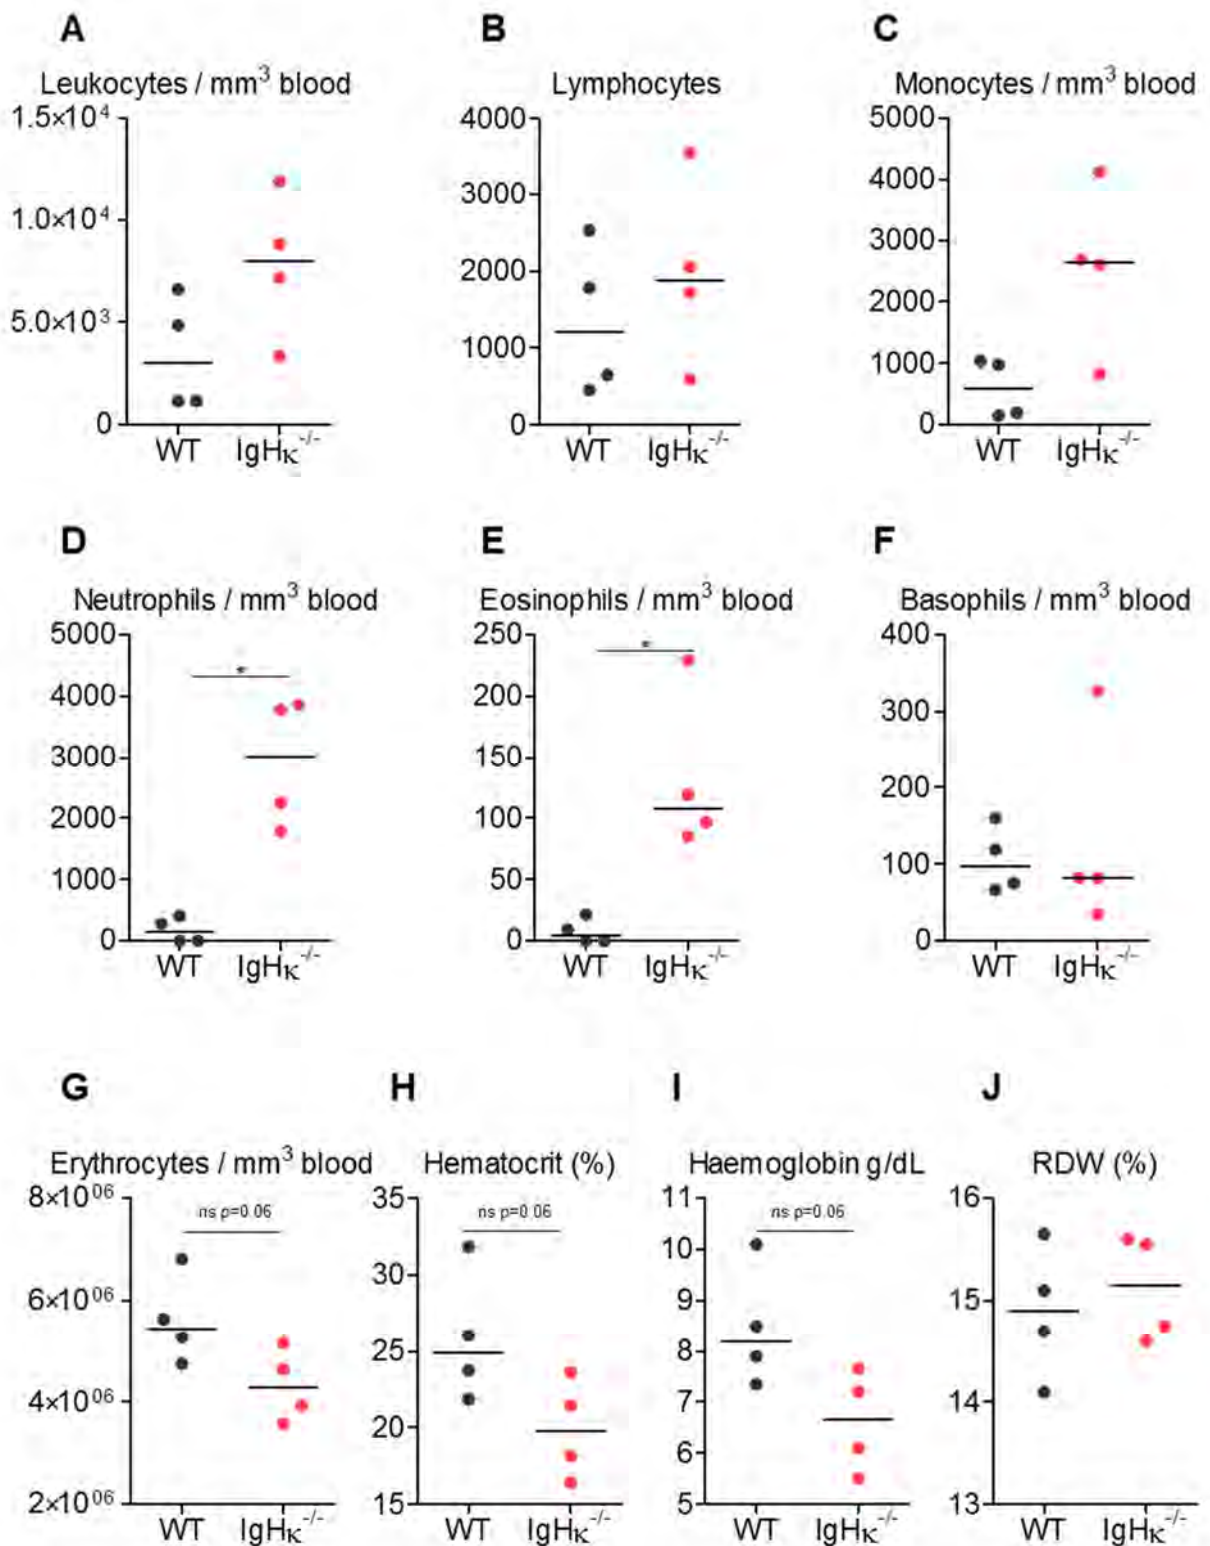 A B C
Leukocytes / mm³ blood Lymphocytes Monocytes / mm³ blood
1.5×10⁴ 4000 5000
4000
3000
1.0×10⁴ 3000
2000
5.0×10³ 2000
1000 1000
0 0 0
WT IgHκ⁻/⁻ WT IgHκ⁻/⁻ WT IgHκ⁻/⁻
D E F
Neutrophils / mm³ blood Eosinophils / mm³ blood Basophils / mm³ blood
5000 250 400
* *
4000 200
300
3000 150
200
2000 100
100
1000 50
0 0 0
WT IgHκ⁻/⁻ WT IgHκ⁻/⁻ WT IgHκ⁻/⁻
G H I J
Erythrocytes / mm³ blood Hematocrit (%) Haemoglobin g/dL RDW (%)
8×10⁰⁶ 35 11 16
ns p=0.06 ns p=0.06 ns p=0.06
10
30
6×10⁰⁶ 9 15
25 8
4×10⁰⁶ 7 14
20
6
2×10⁰⁶ 15 5 13
WT IgHκ⁻/⁻ WT IgHκ⁻/⁻ WT IgHκ⁻/⁻ WT IgHκ⁻/⁻